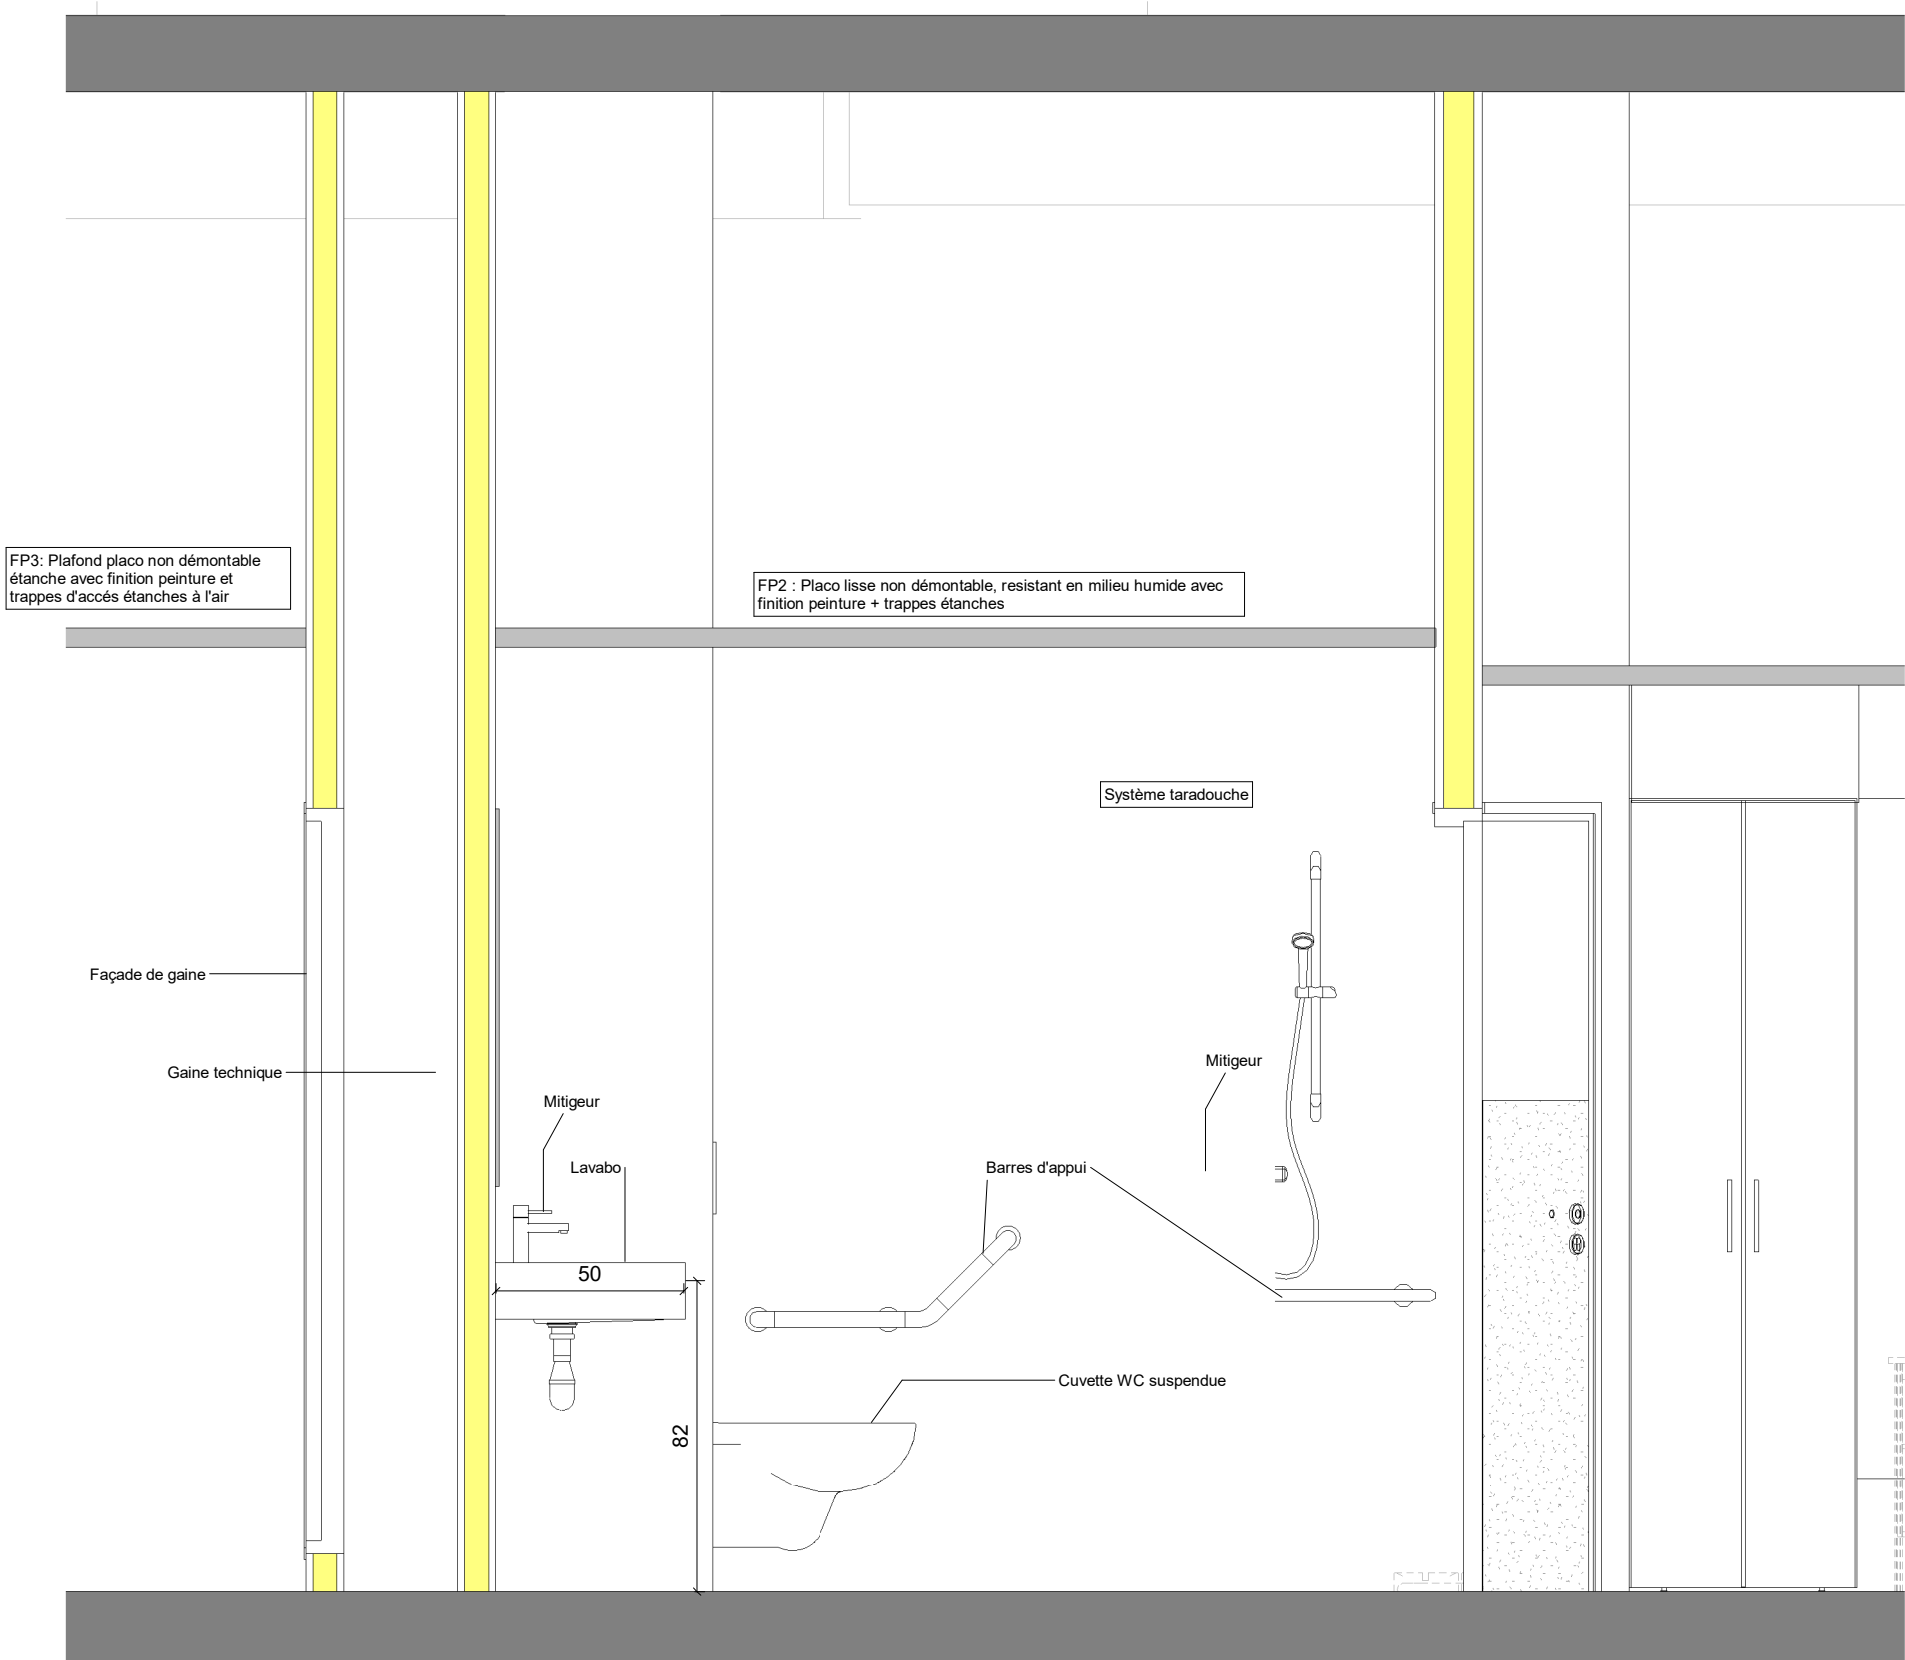 FP3: Plafond placo non démontable
étanche avec finition peinture et
trappes d'accés étanches à l'air
FP2 : Placo lisse non démontable, resistant en milieu humide avec
finition peinture + trappes étanches
Système taradouche
Façade de gaine
Gaine technique
Mitigeur
Mitigeur
Lavabo
Barres d'appui
50
Cuvette WC suspendue
82